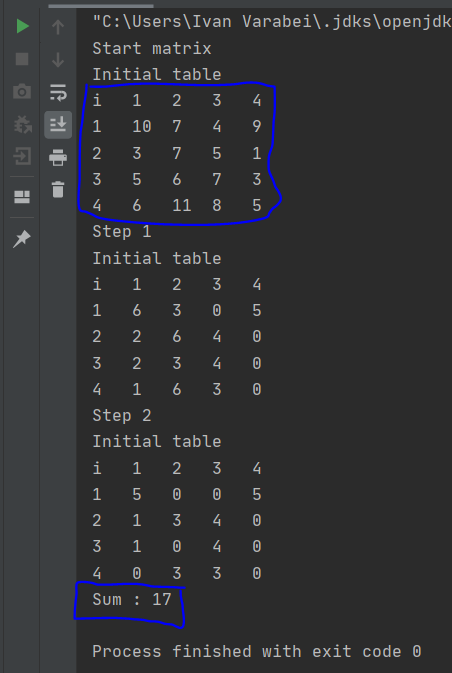 "C:\Users\Ivan Varabei\.jdks\openjdk
Start matrix
Initial table
i 1 2 3 4
1 10 7 4 9
2 3 7 5 1
3 5 6 7 3
4 6 11 8 5
Step 1
Initial table
i 1 2 3 4
1 6 3 0 5
2 2 6 4 0
3 2 3 4 0
4 1 6 3 0
Step 2
Initial table
i 1 2 3 4
1 5 0 0 5
2 1 3 4 0
3 1 0 4 0
4 0 3 3 0
Sum : 17
Process finished with exit code 0